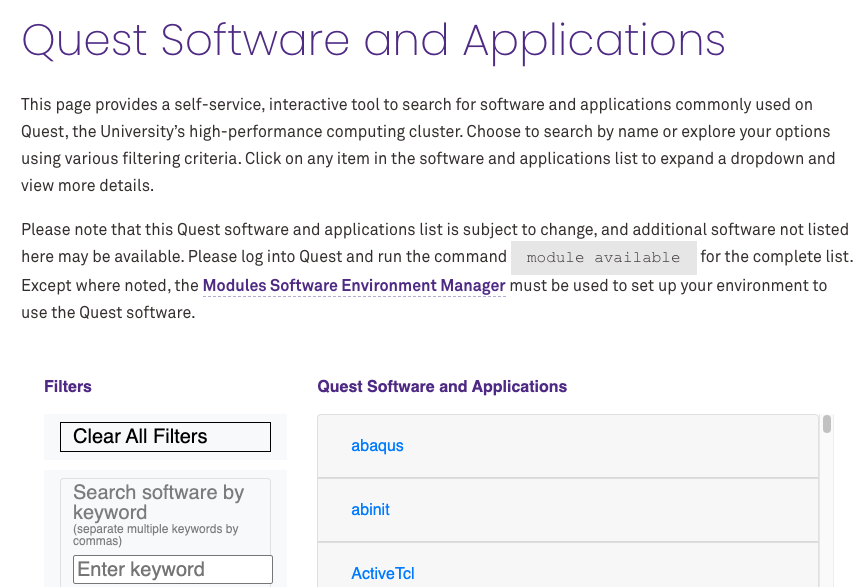 Quest Software and Applications
This page provides a self-service, interactive tool to search for software and applications commonly used on
Quest, the University's high-performance computing cluster. Choose to search by name or explore your options
using various filtering criteria. Click on any item in the software and applications list to expand a dropdown and
view more details.
Please note that this Quest software and applications list is subject to change, and additional software not listed
here may be available. Please log into Quest and run the command module available for the complete list.
Except where noted, the Modules Software Environment Manager must be used to set up your environment to
use the Quest software.
Filters
Clear All Filters
Search software by
keyword
(separate multiple keywords by
commas)
Enter keyword
Quest Software and Applications
abaqus
abinit
ActiveTcl